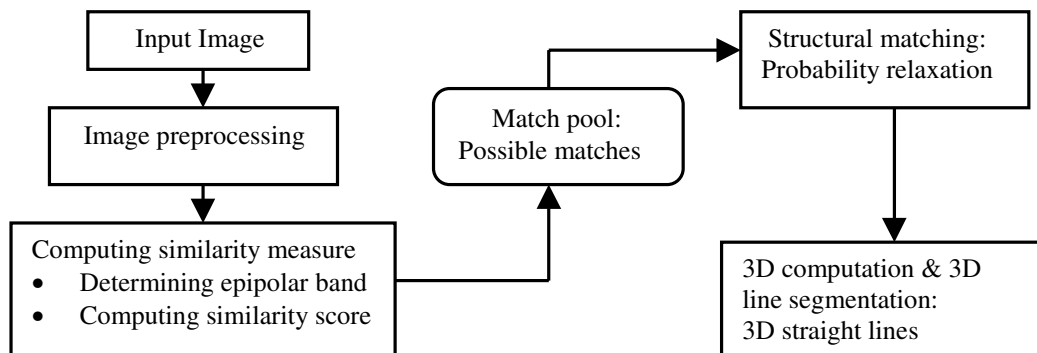 Input Image
Image preprocessing
Computing similarity measure
• Determining epipolar band
• Computing similarity score
Match pool:
Possible matches
Structural matching:
Probability relaxation
3D computation & 3D
line segmentation:
3D straight lines